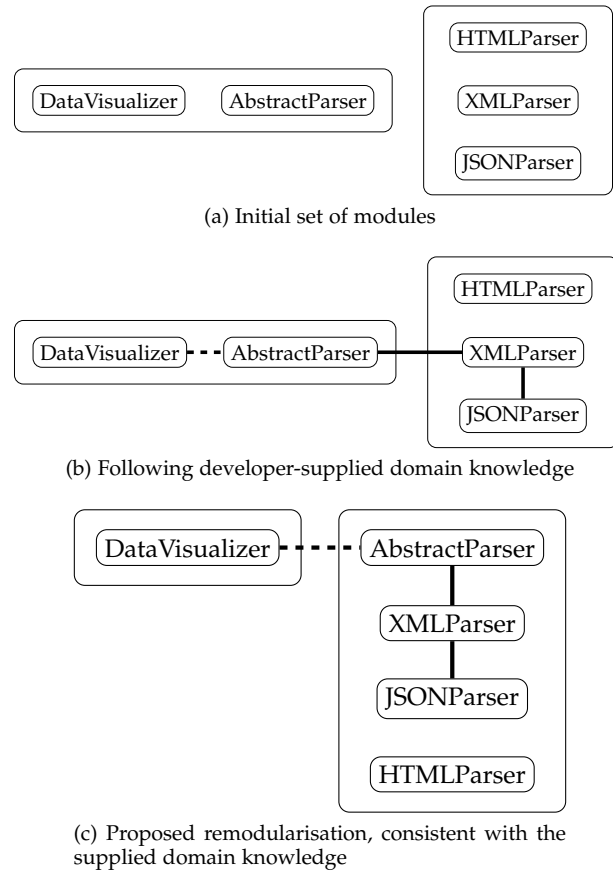 HTMLParser
DataVisualizer AbstractParser XMLParser
JSONParser
(a) Initial set of modules
HTMLParser
DataVisualizer AbstractParser XMLParser
JSONParser
(b) Following developer-supplied domain knowledge
DataVisualizer AbstractParser
XMLParser
JSONParser
HTMLParser
(c) Proposed remodularisation, consistent with the
supplied domain knowledge